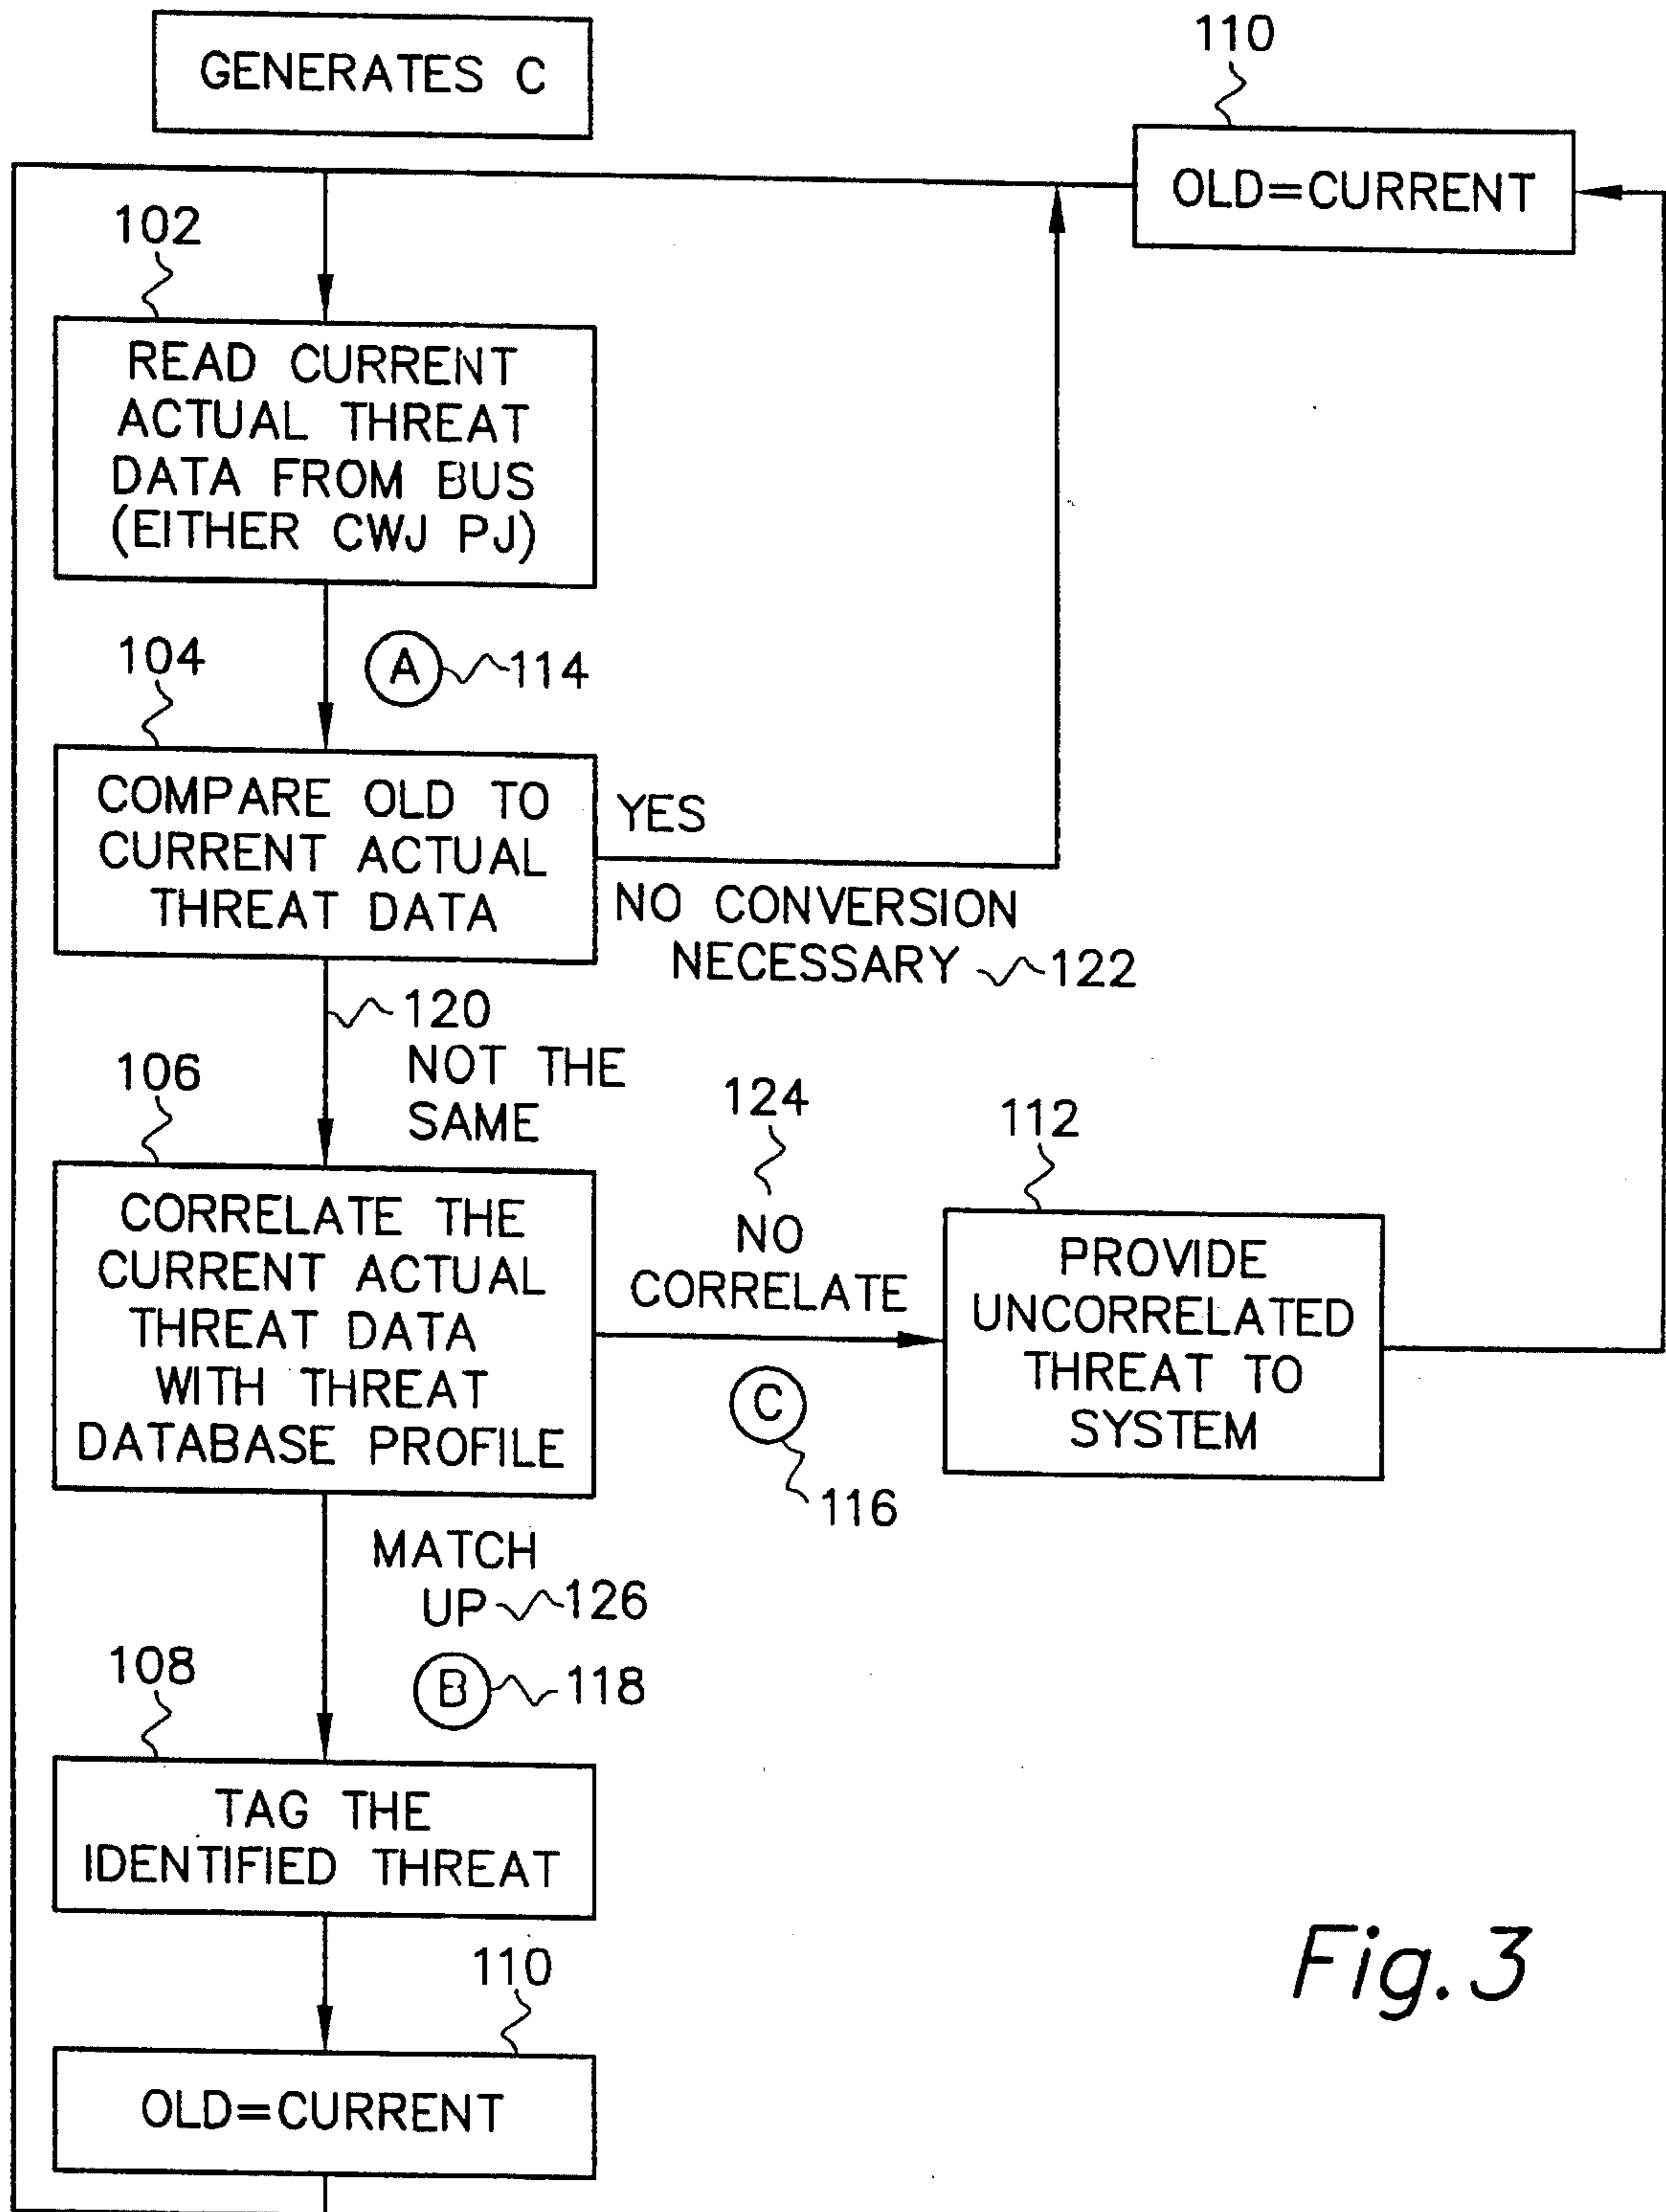 GENERATES C
110
OLD=CURRENT
102
READ CURRENT
ACTUAL THREAT
DATA FROM BUS
(EITHER CWJ PJ)
104
A
114
COMPARE OLD TO
CURRENT ACTUAL
THREAT DATA
YES
NO CONVERSION
NECESSARY
122
120
NOT THE
SAME
106
CORRELATE THE
CURRENT ACTUAL
THREAT DATA
WITH THREAT
DATABASE PROFILE
124
NO
CORRELATE
C
116
112
PROVIDE
UNCORRELATED
THREAT TO
SYSTEM
MATCH
UP
126
B
118
108
TAG THE
IDENTIFIED THREAT
110
OLD=CURRENT
Fig. 3